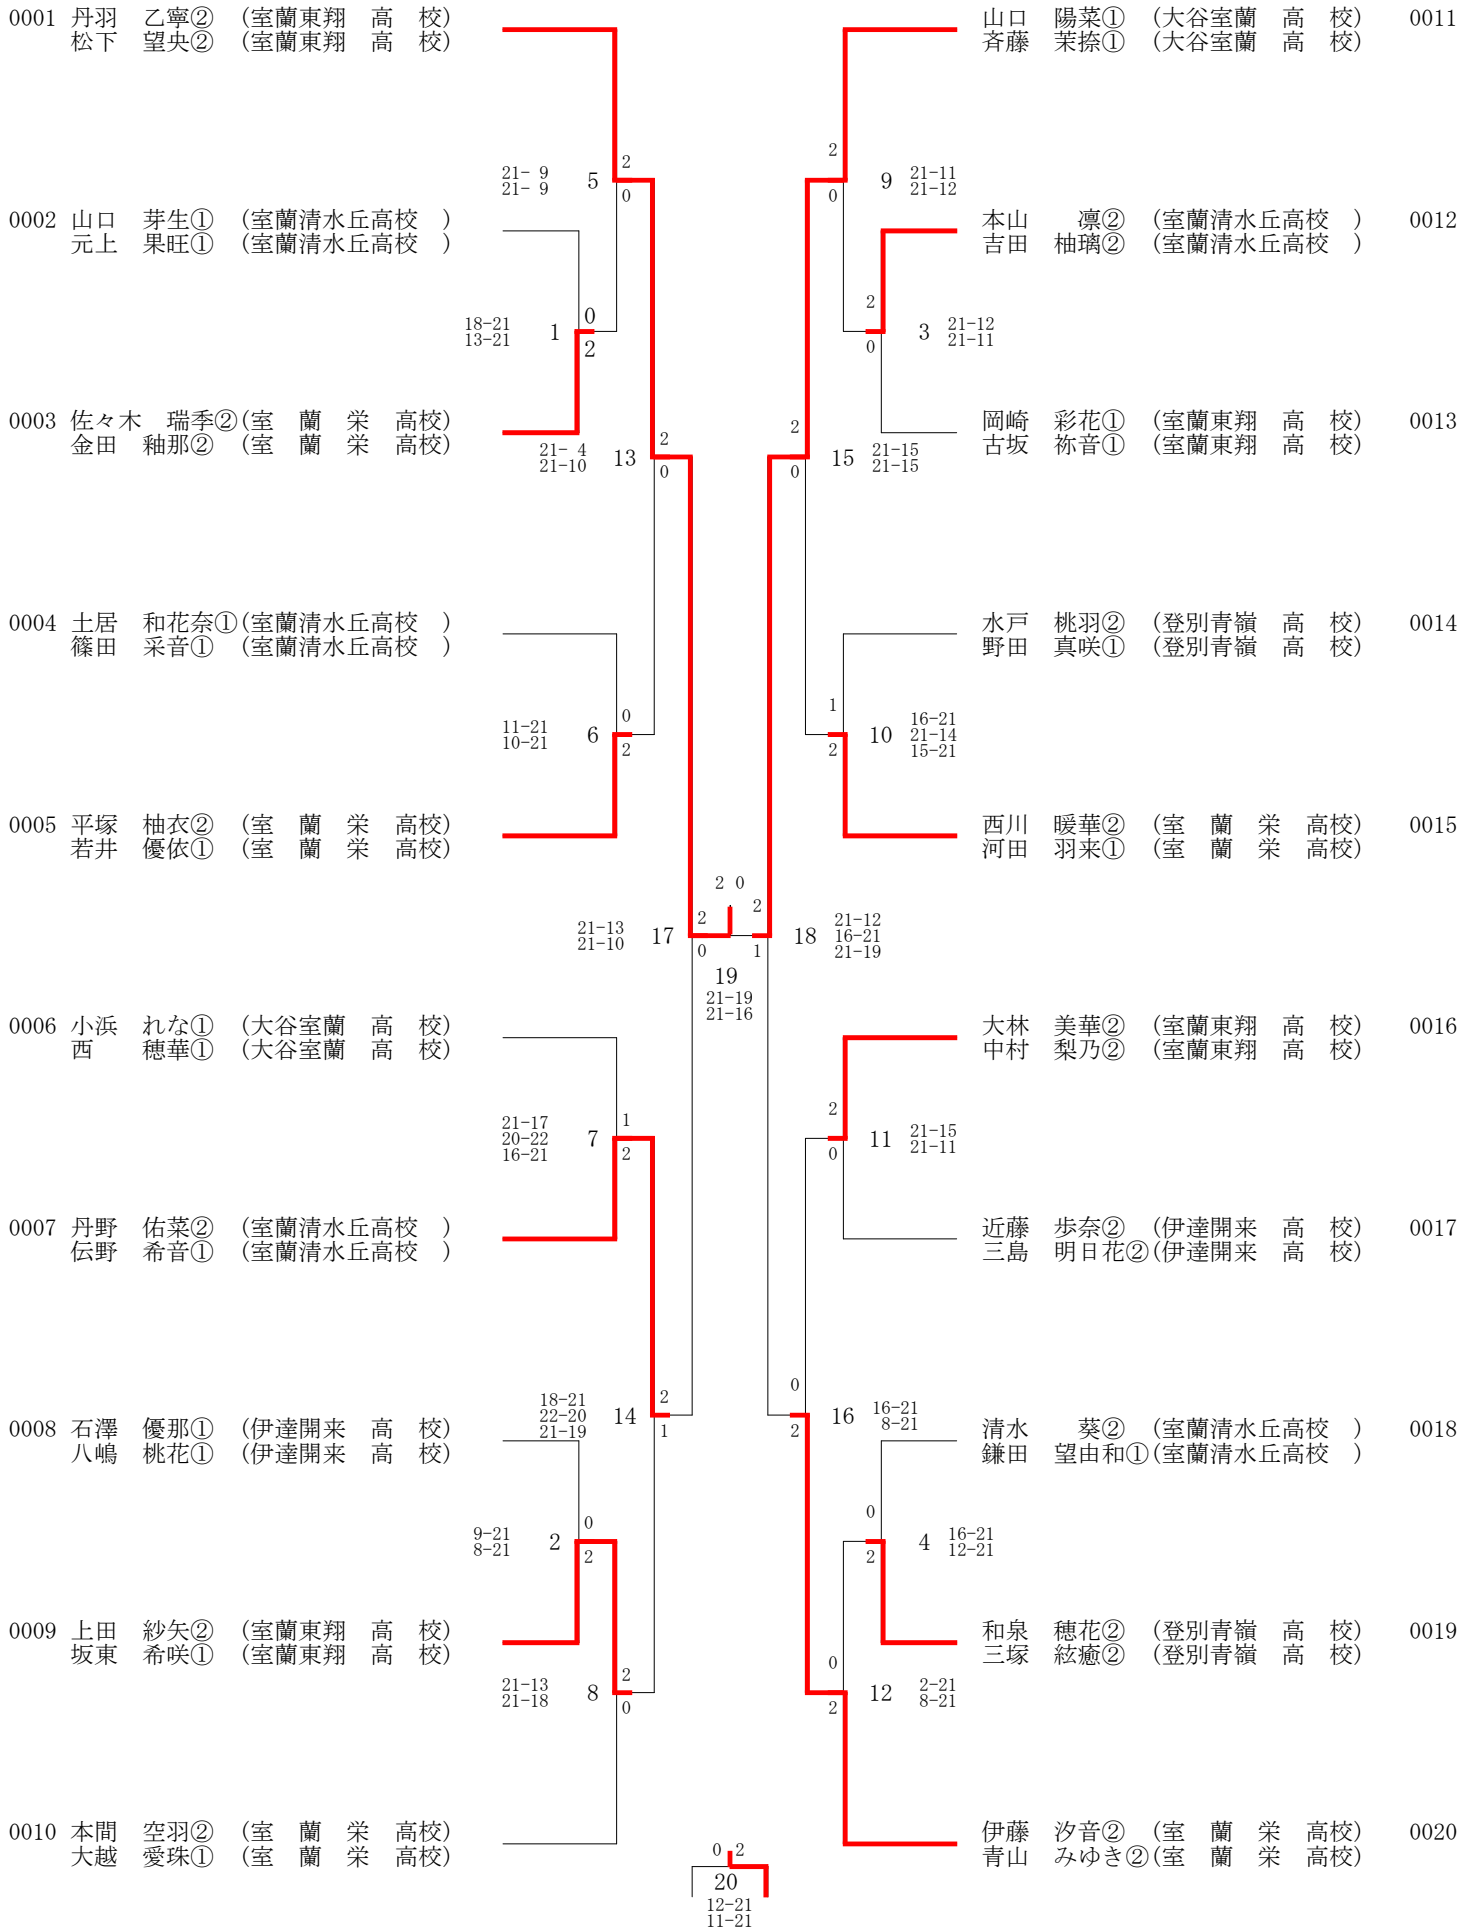 0001 丹羽　乙寧②　(室蘭東翔　高　校)
松下　望央②　(室蘭東翔　高　校)
21- 9
21- 9
5
2
0
0002 山口　芽生①　(室蘭清水丘高校　)
元上　果旺①　(室蘭清水丘高校　)
18-21
13-21
1
0
2
0003 佐々木　瑞季②(室　蘭　栄　高校)
金田　釉那②　(室　蘭　栄　高校)
21- 4
21-10
13
2
0
0004 土居　和花奈①(室蘭清水丘高校　)
篠田　采音①　(室蘭清水丘高校　)
11-21
10-21
6
0
2
0005 平塚　柚衣②　(室　蘭　栄　高校)
若井　優依①　(室　蘭　栄　高校)
21-13
21-10
17
2
0
2 0
19
21-19
21-16
0006 小浜　れな①　(大谷室蘭　高　校)
西　　穂華①　(大谷室蘭　高　校)
21-17
20-22
16-21
7
1
2
0007 丹野　佑菜②　(室蘭清水丘高校　)
伝野　希音①　(室蘭清水丘高校　)
18-21
22-20
21-19
14
2
1
0008 石澤　優那①　(伊達開来　高　校)
八嶋　桃花①　(伊達開来　高　校)
9-21
8-21
2
0
2
0009 上田　紗矢②　(室蘭東翔　高　校)
坂東　希咲①　(室蘭東翔　高　校)
21-13
21-18
8
2
0
0010 本間　空羽②　(室　蘭　栄　高校)
大越　愛珠①　(室　蘭　栄　高校)
0 2
20
12-21
11-21
山口　陽菜①　(大谷室蘭　高　校) 0011
斉藤　茉捺①　(大谷室蘭　高　校)
2
0
9
21-11
21-12
本山　　凛②　(室蘭清水丘高校　) 0012
吉田　柚璃②　(室蘭清水丘高校　)
2
0
3
21-12
21-11
岡崎　彩花①　(室蘭東翔　高　校) 0013
古坂　祢音①　(室蘭東翔　高　校)
2
0
15
21-15
21-15
水戸　桃羽②　(登別青嶺　高　校) 0014
野田　真咲①　(登別青嶺　高　校)
1
2
10
16-21
21-14
15-21
西川　暖華②　(室　蘭　栄　高校) 0015
河田　羽来①　(室　蘭　栄　高校)
2
1
18
21-12
16-21
21-19
大林　美華②　(室蘭東翔　高　校) 0016
中村　梨乃②　(室蘭東翔　高　校)
2
0
11
21-15
21-11
近藤　歩奈②　(伊達開来　高　校) 0017
三島　明日花②(伊達開来　高　校)
0
2
16
16-21
8-21
清水　　葵②　(室蘭清水丘高校　) 0018
鎌田　望由和①(室蘭清水丘高校　)
0
2
4
16-21
12-21
和泉　穂花②　(登別青嶺　高　校) 0019
三塚　絃癒②　(登別青嶺　高　校)
0
2
12
2-21
8-21
伊藤　汐音②　(室　蘭　栄　高校) 0020
青山　みゆき②(室　蘭　栄　高校)